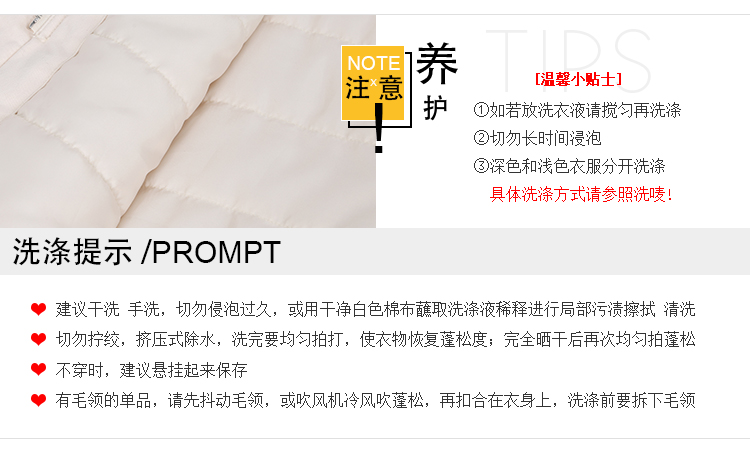 TIPS
NOTE
注×意
!
养
护
[温馨小贴士]
①如若放洗衣液请搅匀再洗涤
②切勿长时间浸泡
③深色和浅色衣服分开洗涤
具体洗涤方式请参照洗唛!
洗涤提示 /PROMPT
❤ 建议干洗 手洗，切勿侵泡过久，或用干净白色棉布蘸取洗涤液稀释进行局部污渍擦拭 清洗
❤ 切勿拧绞，挤压式除水，洗完要均匀拍打，使衣物恢复蓬松度；完全晒干后再次均匀拍蓬松
❤ 不穿时，建议悬挂起来保存
❤ 有毛领的单品，请先抖动毛领，或吹风机冷风吹蓬松，再扣合在衣身上，洗涤前要拆下毛领